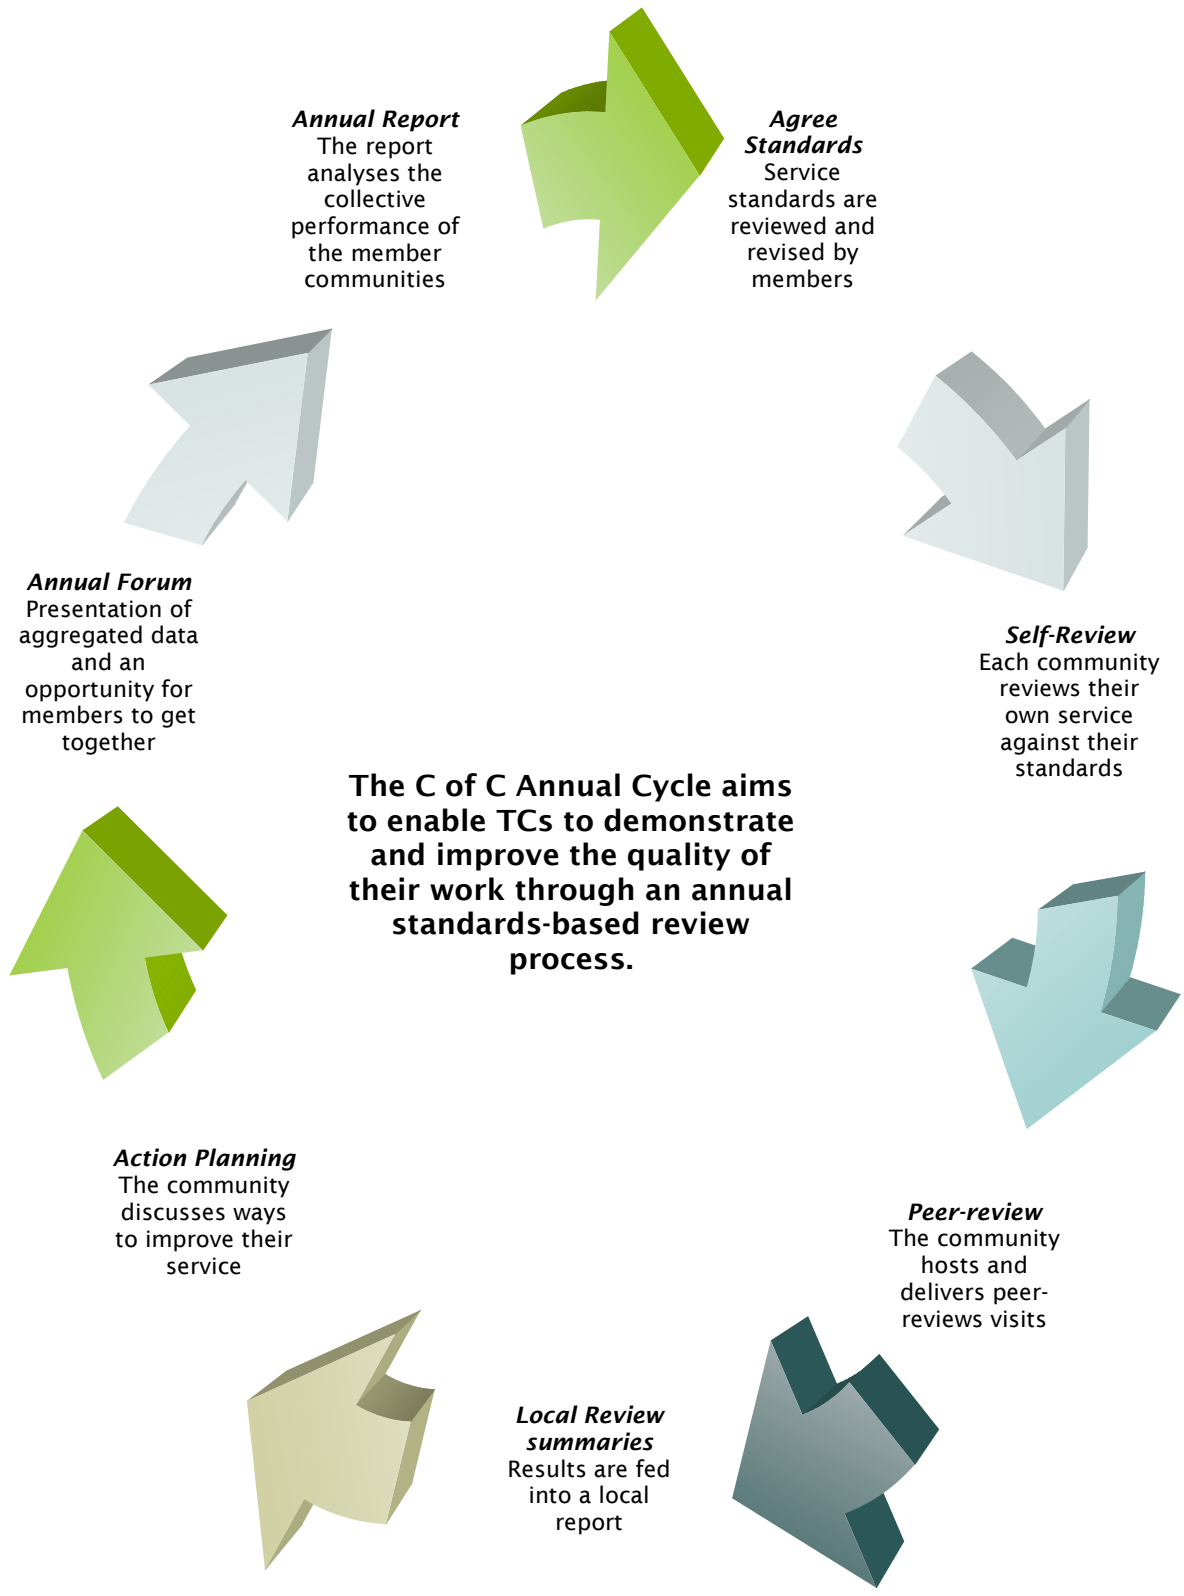 Annual Report
The report
analyses the
collective
performance of
the member
communities
Agree
Standards
Service
standards are
reviewed and
revised by
members
Self-Review
Each community
reviews their
own service
against their
standards
Peer-review
The community
hosts and
delivers peer-
reviews visits
Local Review
summaries
Results are fed
into a local
report
Action Planning
The community
discusses ways
to improve their
service
Annual Forum
Presentation of
aggregated data
and an
opportunity for
members to get
together
The C of C Annual Cycle aims
to enable TCs to demonstrate
and improve the quality of
their work through an annual
standards-based review
process.